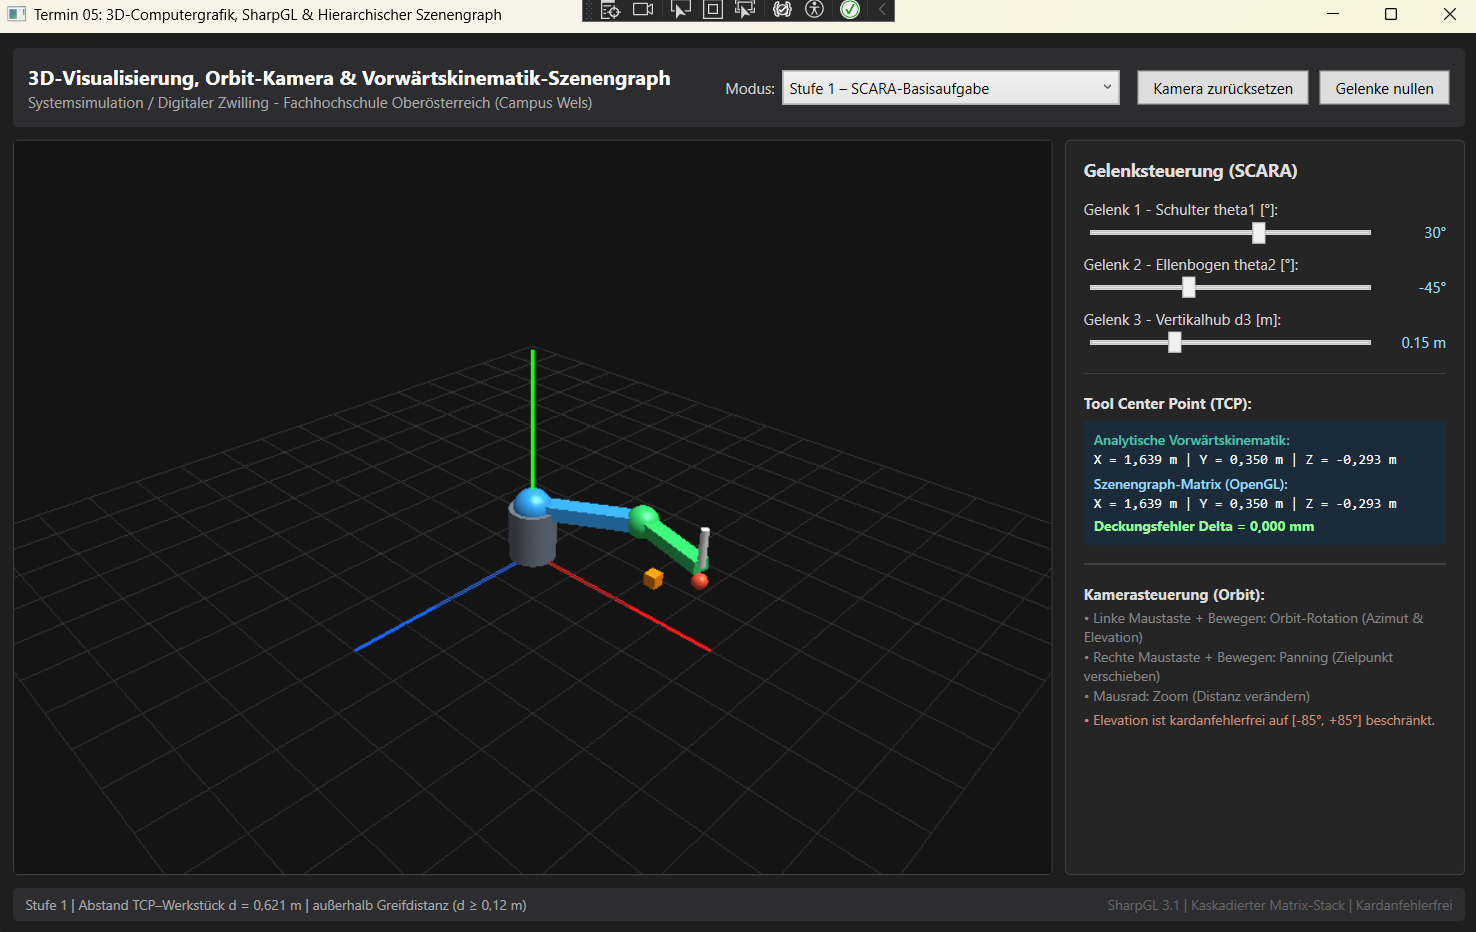 Termin 05: 3D-Computergrafik, SharpGL & Hierarchischer Szenengraph
3D-Visualisierung, Orbit-Kamera & Vorwärtskinematik-Szenengraph
Systemsimulation / Digitaler Zwilling - Fachhochschule Oberösterreich (Campus Wels)
Modus:
Stufe 1 – SCARA-Basisaufgabe
Kamera zurücksetzen
Gelenke nullen
Gelenksteuerung (SCARA)
Gelenk 1 - Schulter theta1 [°]:
30°
Gelenk 2 - Ellenbogen theta2 [°]:
-45°
Gelenk 3 - Vertikalhub d3 [m]:
0.15 m
Tool Center Point (TCP):
Analytische Vorwärtskinematik:
X = 1,639 m | Y = 0,350 m | Z = -0,293 m
Szenengraph-Matrix (OpenGL):
X = 1,639 m | Y = 0,350 m | Z = -0,293 m
Deckungsfehler Delta = 0,000 mm
Kamerasteuerung (Orbit):
• Linke Maustaste + Bewegen: Orbit-Rotation (Azimut &
Elevation)
• Rechte Maustaste + Bewegen: Panning (Zielpunkt
verschieben)
• Mausrad: Zoom (Distanz verändern)
• Elevation ist kardanfehlerfrei auf [-85°, +85°] beschränkt.
Stufe 1 | Abstand TCP–Werkstück d = 0,621 m | außerhalb Greifdistanz (d ≥ 0,12 m)
SharpGL 3.1 | Kaskadierter Matrix-Stack | Kardanfehlerfrei